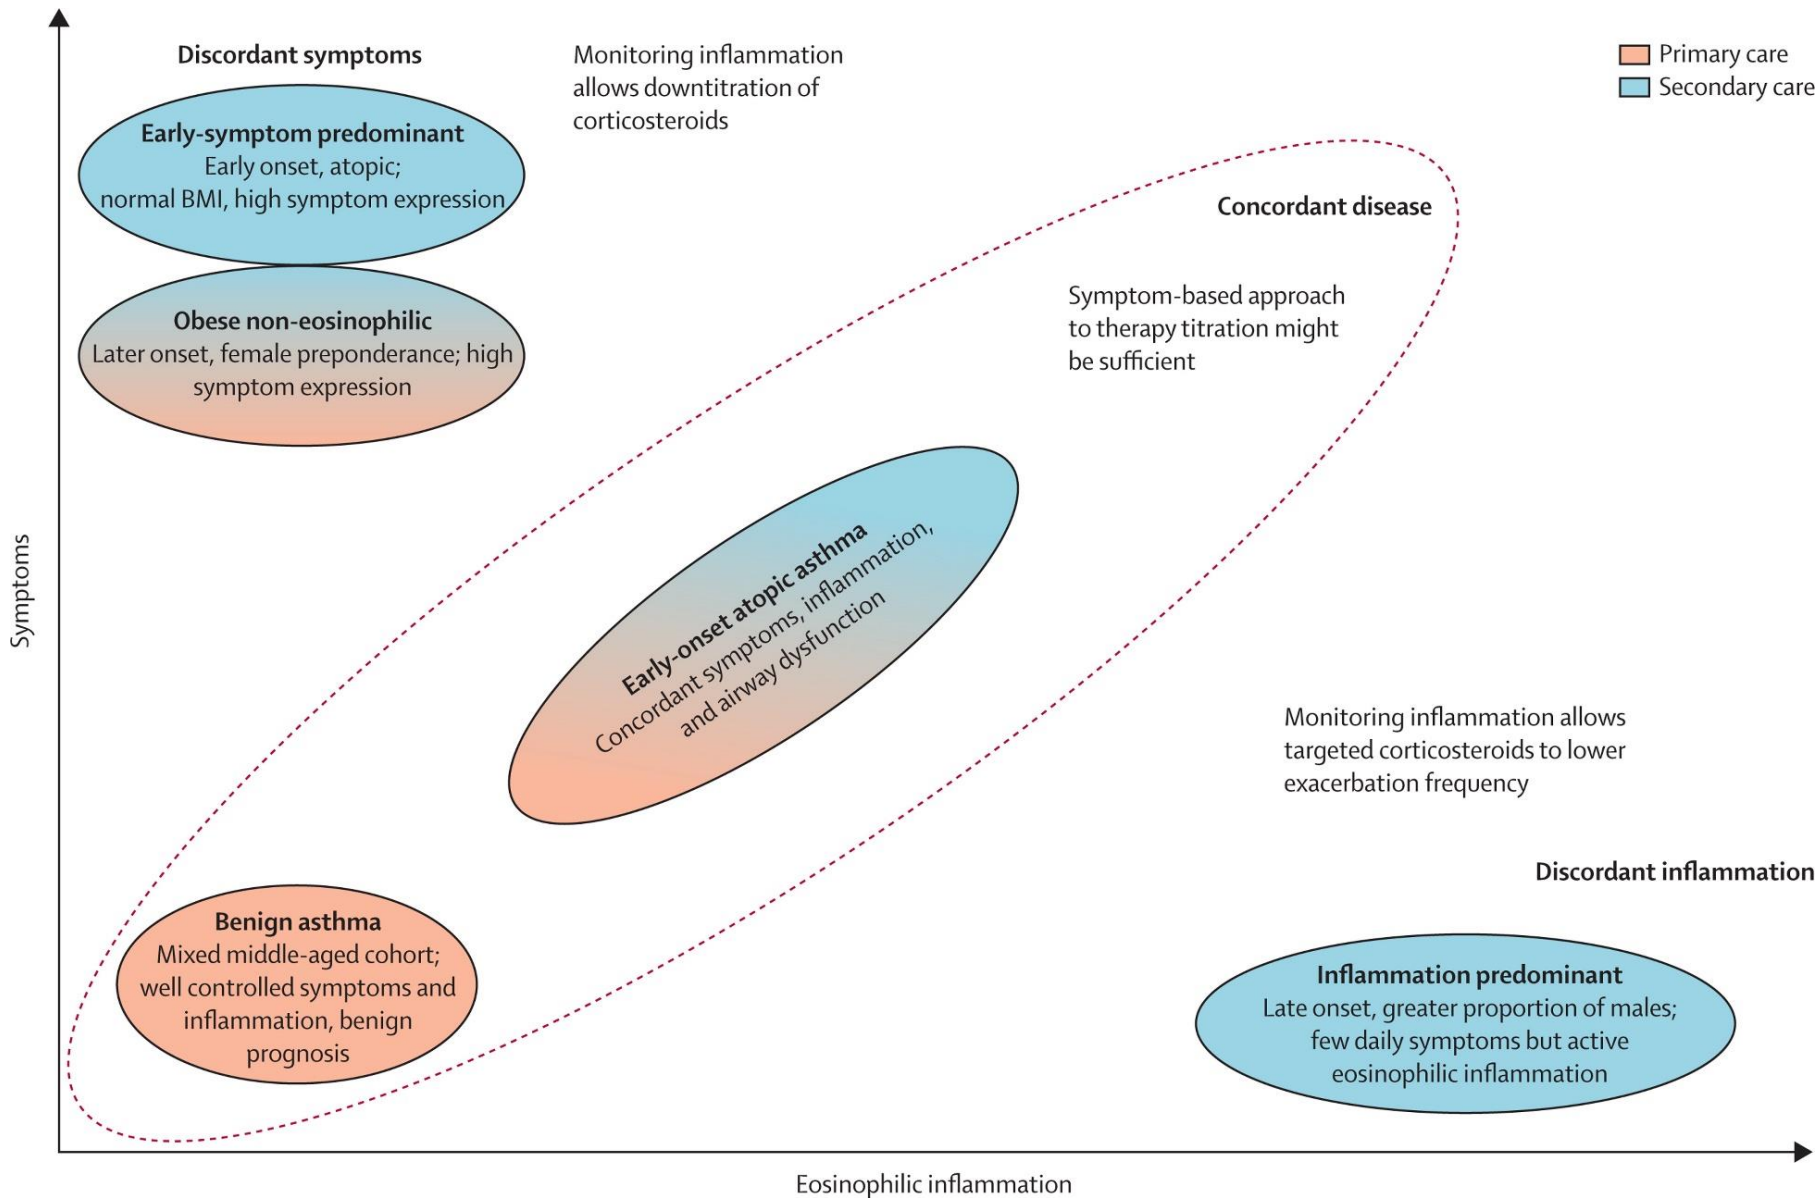 Discordant symptoms
Monitoring inflammation
allows downtitration of
corticosteroids
Primary care
Secondary care
Early-symptom predominant
Early onset, atopic;
normal BMI, high symptom expression
Concordant disease
Obese non-eosinophilic
Later onset, female preponderance; high
symptom expression
Symptom-based approach
to therapy titration might
be sufficient
Symptoms
Early-onset atopic asthma
Concordant symptoms, inflammation,
and airway dysfunction
Monitoring inflammation allows
targeted corticosteroids to lower
exacerbation frequency
Discordant inflammation
Benign asthma
Mixed middle-aged cohort;
well controlled symptoms and
inflammation, benign
prognosis
Inflammation predominant
Late onset, greater proportion of males;
few daily symptoms but active
eosinophilic inflammation
Eosinophilic inflammation